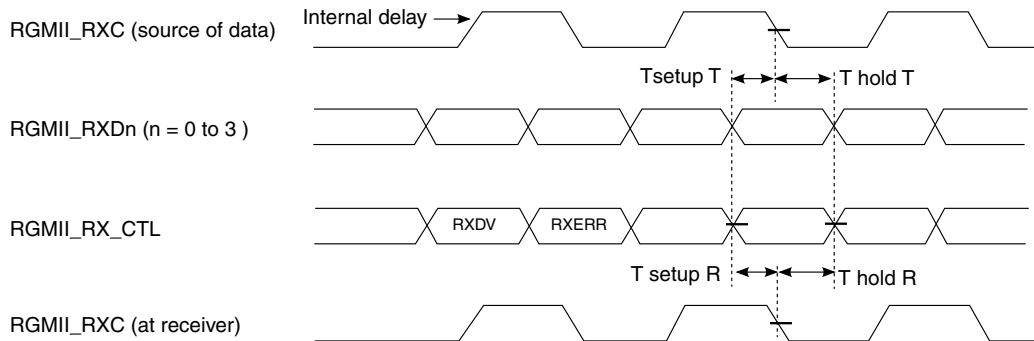 Internal delay
RGMII_RXC (source of data)
Tsetup T
T hold T
RGMII_RXDn (n = 0 to 3 )
RGMII_RX_CTL
RXDV
RXERR
T setup R
T hold R
RGMII_RXC (at receiver)